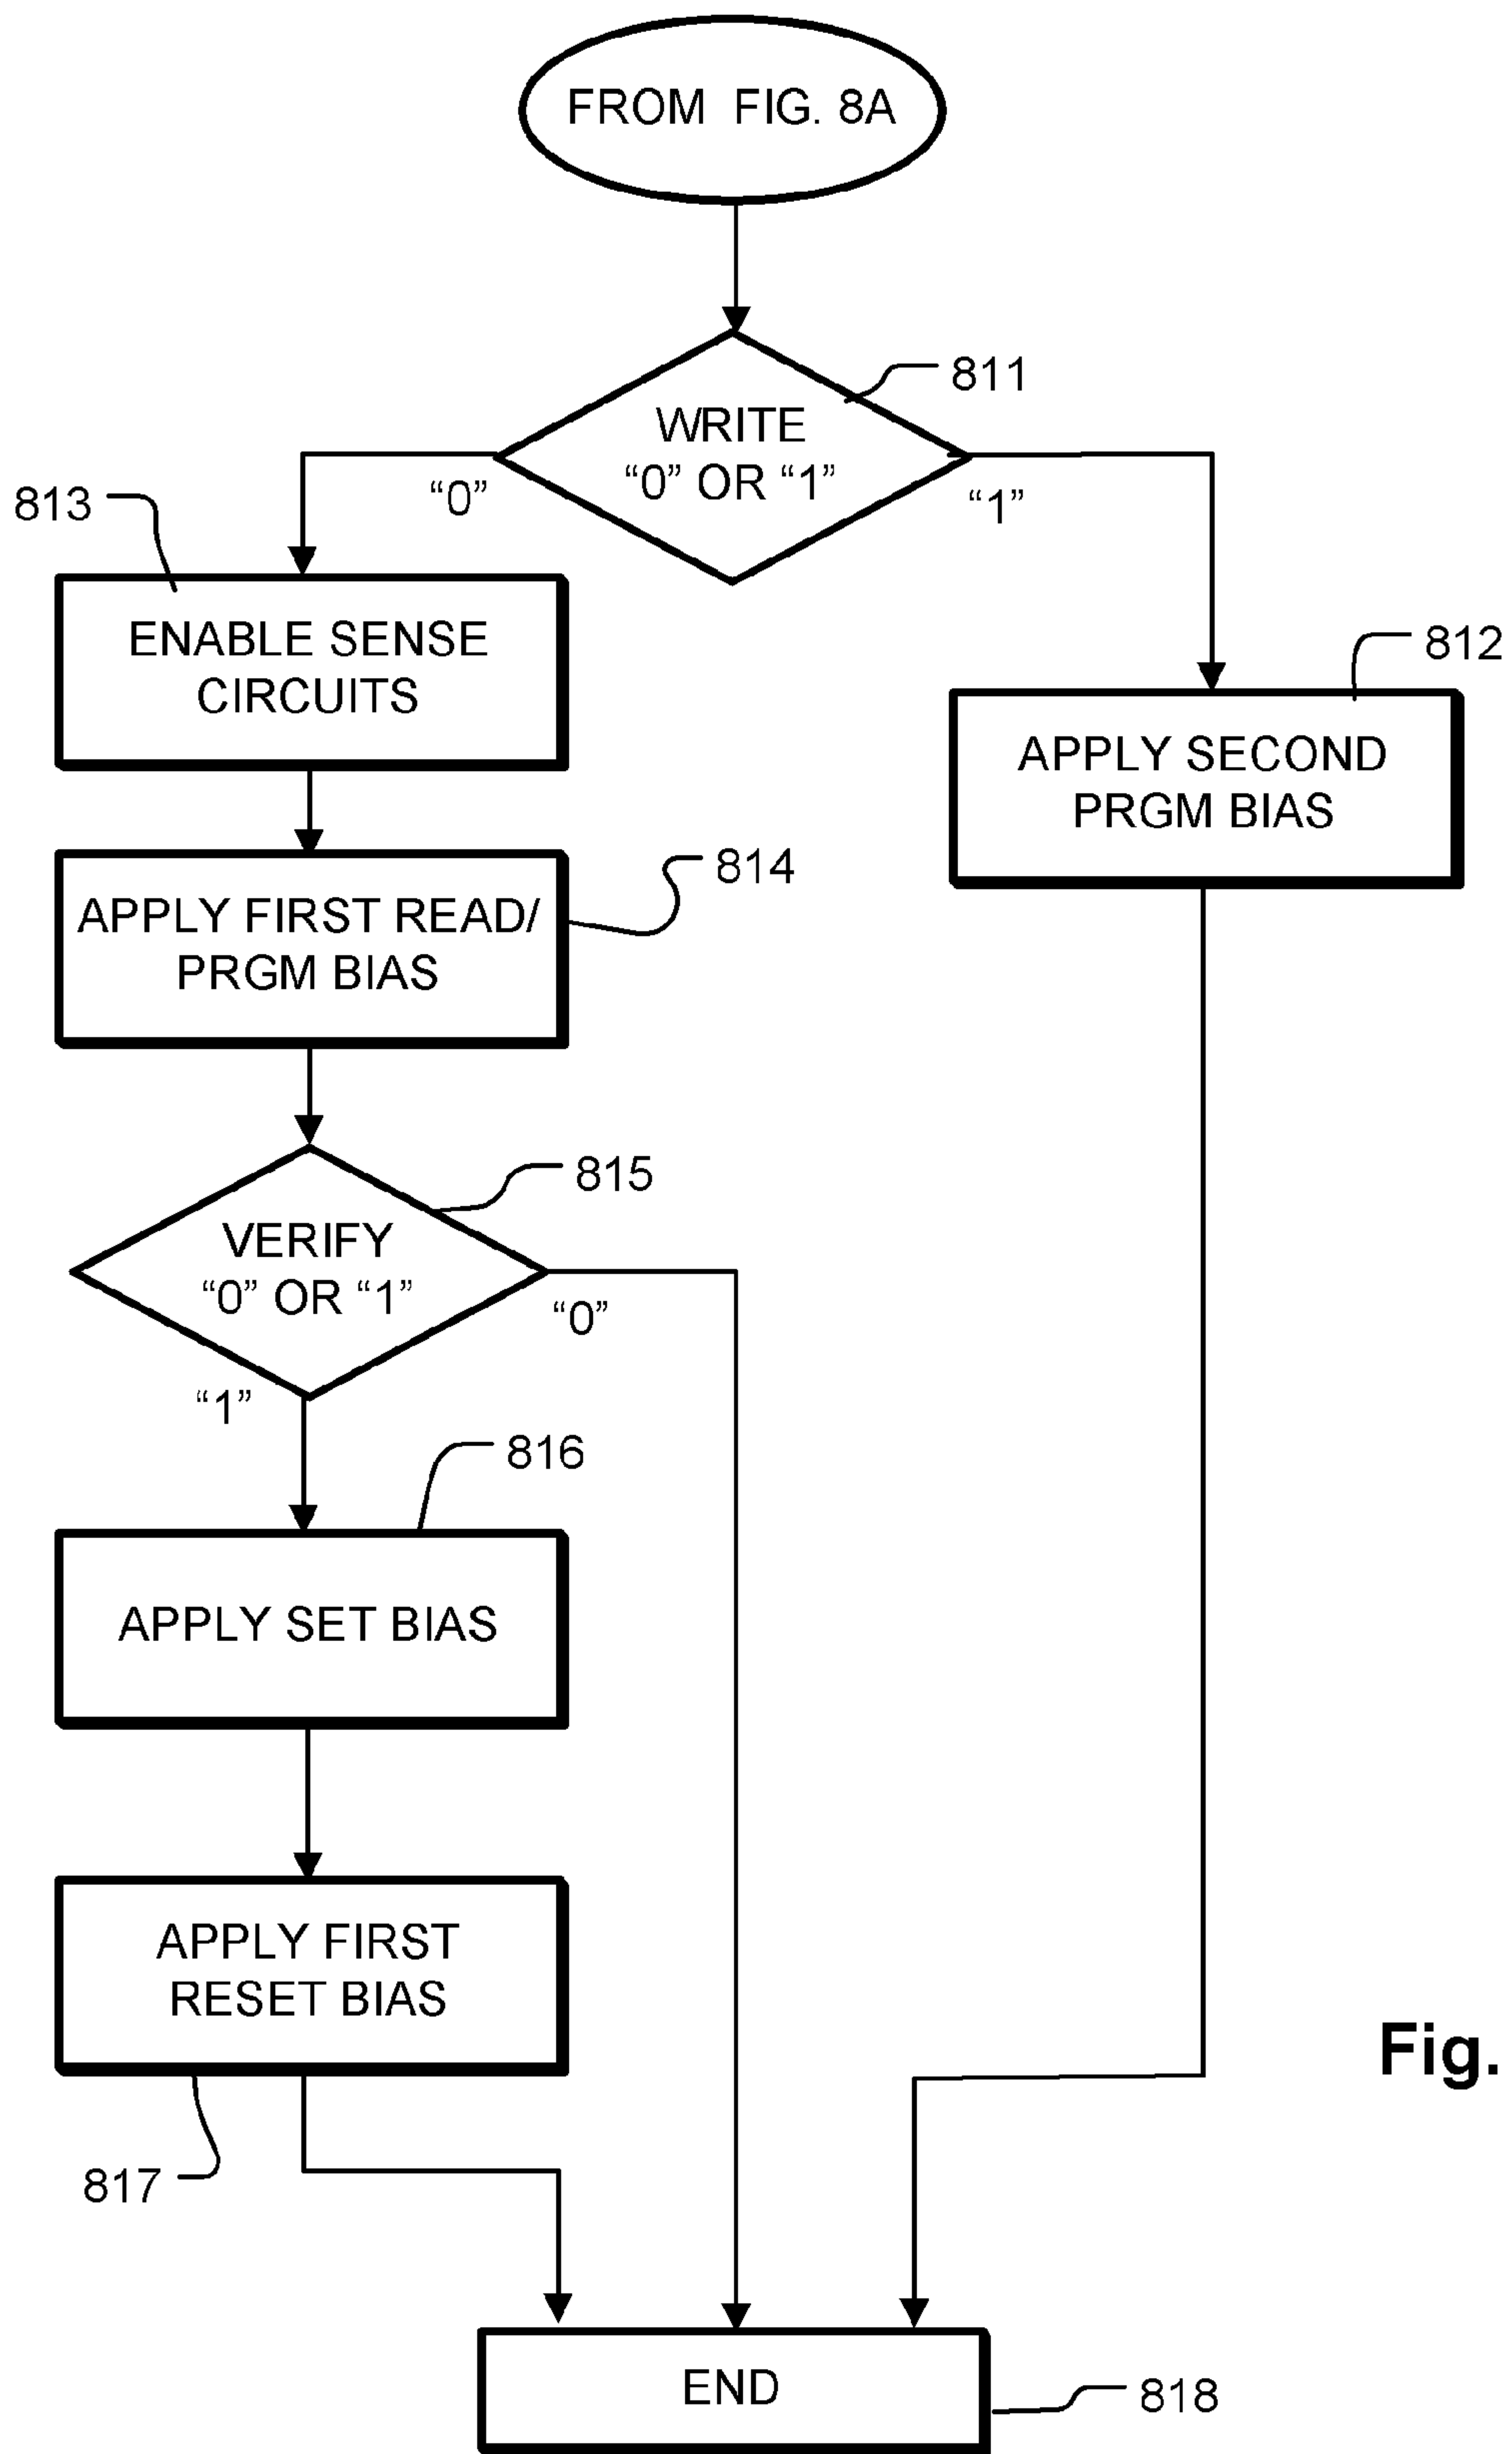 FROM FIG. 8A
811
WRITE
“0” OR “1”
“0”
“1”
813
ENABLE SENSE
CIRCUITS
812
APPLY SECOND
PRGM BIAS
814
APPLY FIRST READ/
PRGM BIAS
815
VERIFY
“0” OR “1”
“0”
“1”
816
APPLY SET BIAS
APPLY FIRST
RESET BIAS
Fig.
817
END
818